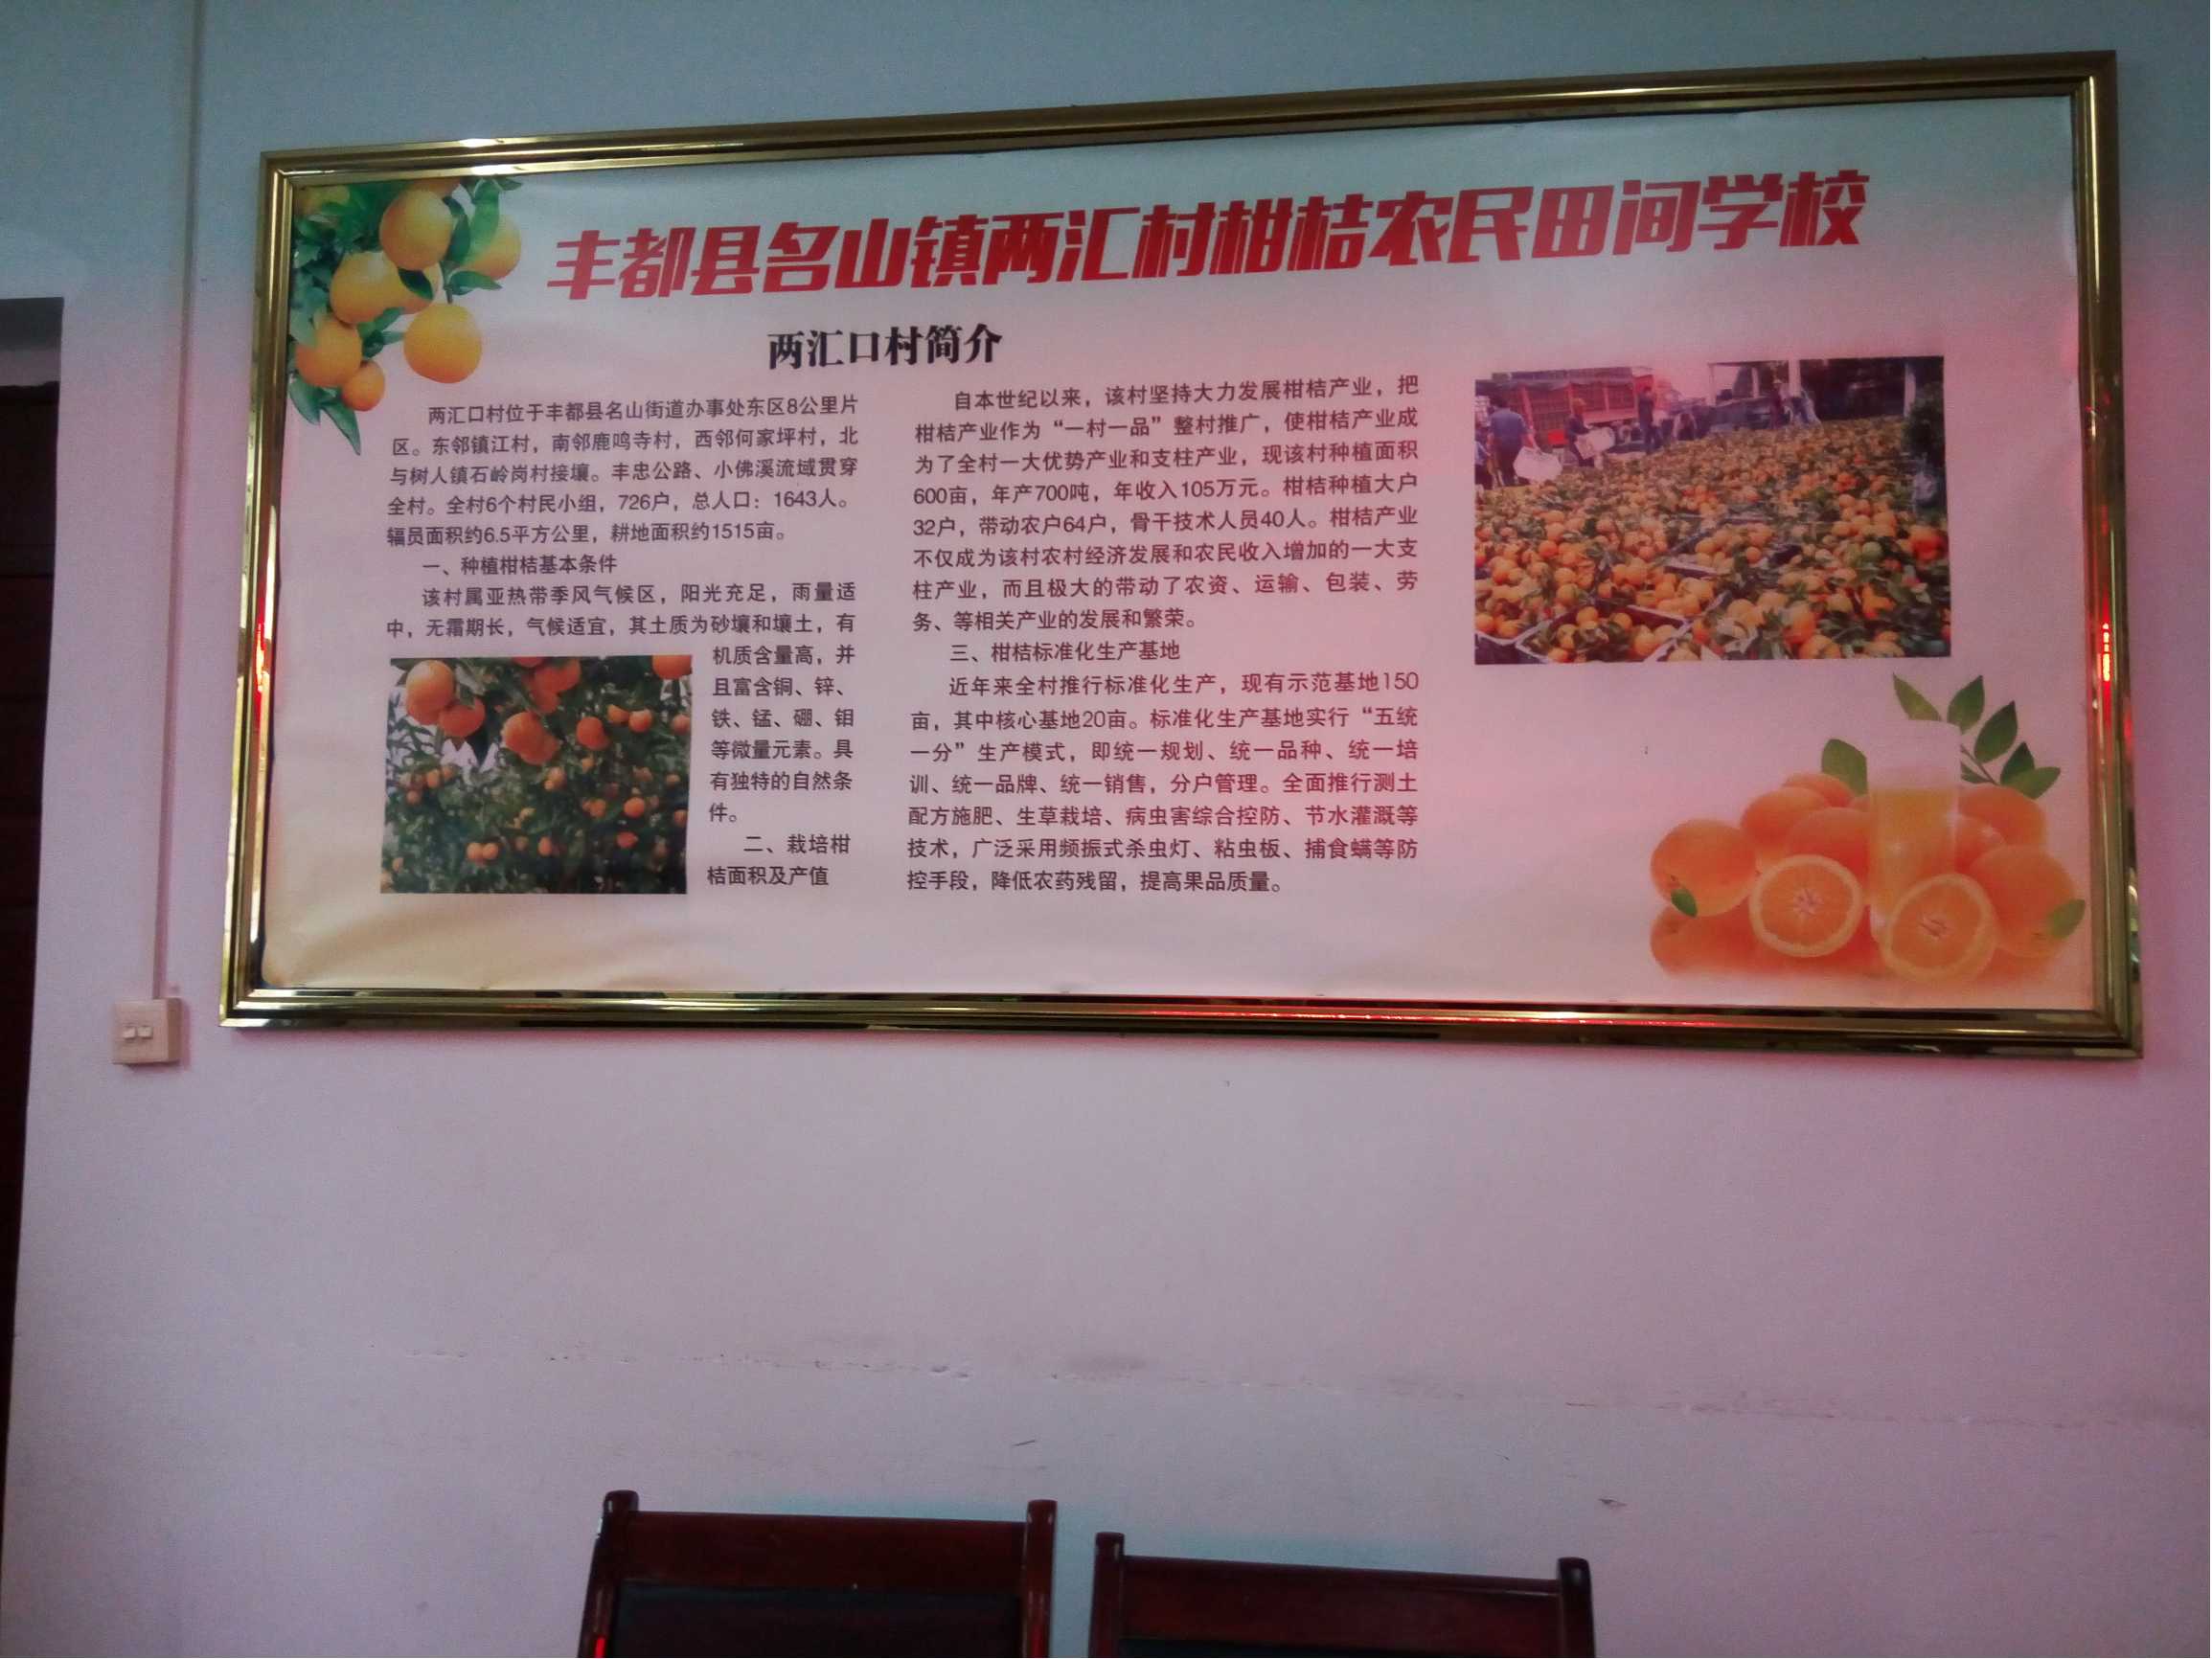 丰都县名山镇两汇村柑桔农民田间学校
两汇口村简介
两汇口村位于丰都县名山街道办事处东区8公里片
区。东邻镇江村，南邻鹿鸣寺村，西邻何家坪村，北
与树人镇石岭岗村接壤。丰忠公路、小佛溪流域贯穿
全村。全村6个村民小组，726户，总人口：1643人。
辐员面积约6.5平方公里，耕地面积约1515亩。
一、种植柑桔基本条件
该村属亚热带季风气候区，阳光充足，雨量适
中，无霜期长，气候适宜，其土质为砂壤和壤土，有
机质含量高，并
且富含铜、锌、
铁、锰、硼、钼
等微量元素。具
有独特的自然条
件。
二、栽培柑
桔面积及产值
自本世纪以来，该村坚持大力发展柑桔产业，把
柑桔产业作为“一村一品”整村推广，使柑桔产业成
为了全村一大优势产业和支柱产业，现该村种植面积
600亩，年产700吨，年收入105万元。柑桔种植大户
32户，带动农户64户，骨干技术人员40人。柑桔产业
不仅成为该村农村经济发展和农民收入增加的一大支
柱产业，而且极大的带动了农资、运输、包装、劳
务、等相关产业的发展和繁荣。
三、柑桔标准化生产基地
近年来全村推行标准化生产，现有示范基地150
亩，其中核心基地20亩。标准化生产基地实行“五统
一分”生产模式，即统一规划、统一品种、统一培
训、统一品牌、统一销售，分户管理。全面推行测土
配方施肥、生草栽培、病虫害综合控防、节水灌溉等
技术，广泛采用频振式杀虫灯、粘虫板、捕食螨等防
控手段，降低农药残留，提高果品质量。